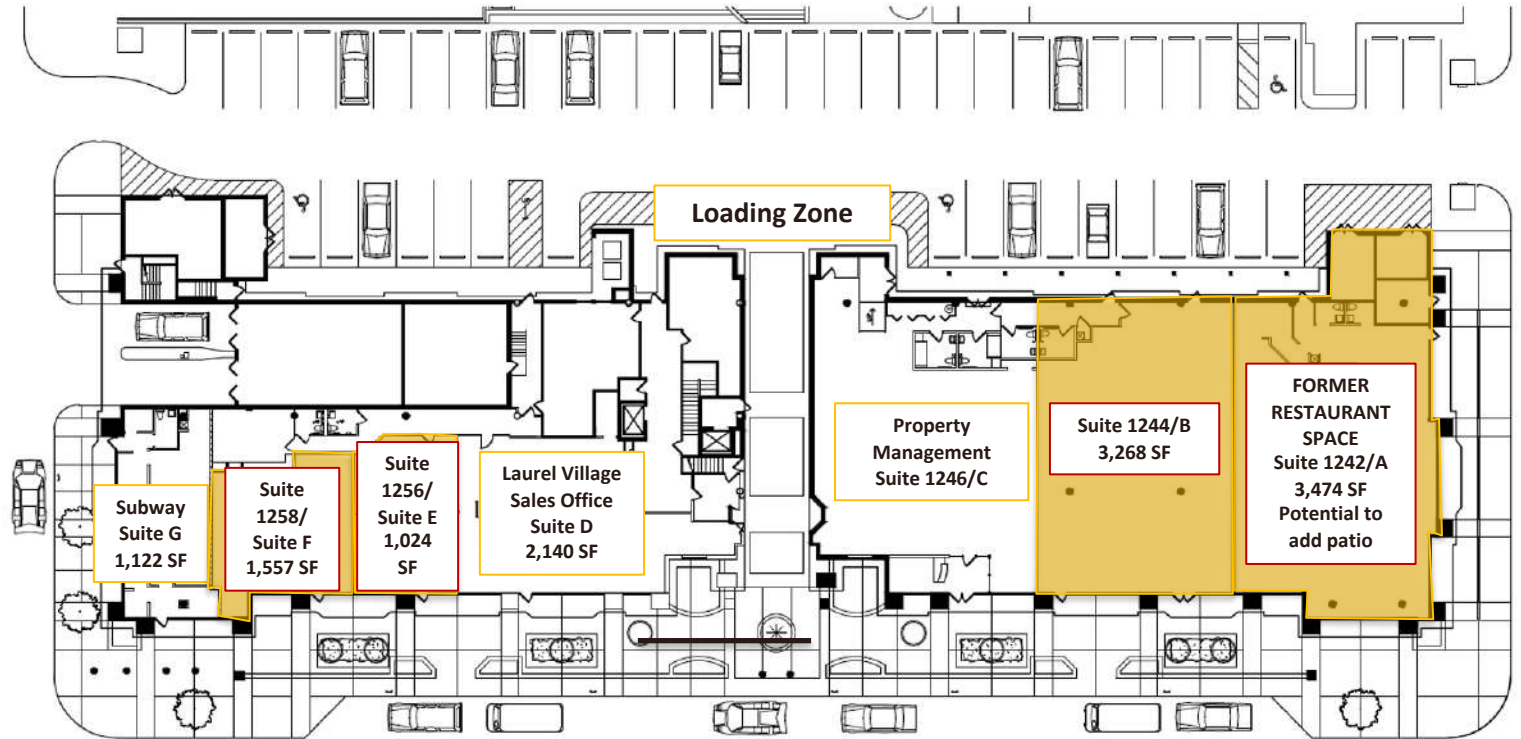 Loading Zone
Subway
Suite G
1,122 SF
Suite
1258/
Suite F
1,557 SF
Suite
1256/
Suite E
1,024
SF
Laurel Village
Sales Office
Suite D
2,140 SF
Property
Management
Suite 1246/C
Suite 1244/B
3,268 SF
FORMER
RESTAURANT
SPACE
Suite 1242/A
3,474 SF
Potential to
add patio